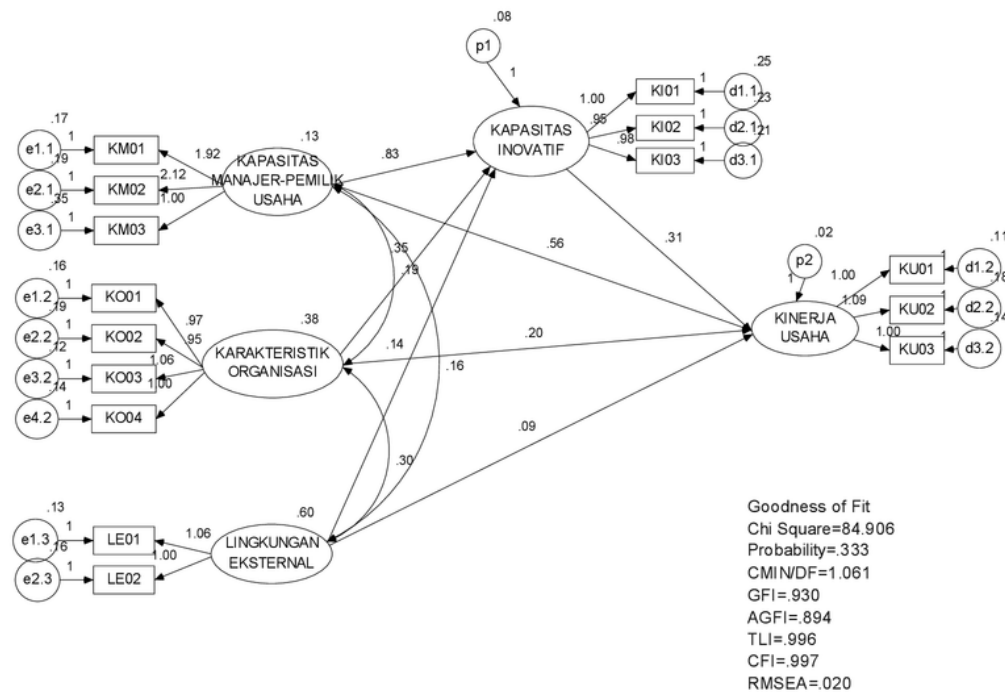 .08
p1
1
.25
KI01
1
d1.1
1.00
.23
.95
KI02
1
d2.1
.21
.98
KI03
1
d3.1
KAPASITAS
INOVATIF
.17
e1.1
1
KM01
.19
1.92
.13
KAPASITAS
MANAJER-PEMILIK
USAHA
.83
e2.1
1
KM02
2.12
.35
1.00
e3.1
1
KM03
.35
.19
.56
.31
.16
e1.2
1
KO01
.19
.97
.38
KARAKTERISTIK
ORGANISASI
e2.2
1
KO02
.95
.12
e3.2
1
KO03
1.06
.14
1.00
e4.2
1
KO04
.14
.16
.20
.02
p2
1
.11
KU01
1
d1.2
1.00
.18
1.09
KU02
1
d2.2
.14
1.00
KU03
1
d3.2
KINERJA
USAHA
.30
.09
.13
e1.3
1
LE01
1.06
.60
LINGKUNGAN
EKSTERNAL
.16
e2.3
1
LE02
1.00
Goodness of Fit
Chi Square=84.906
Probability=.333
CMIN/DF=1.061
GFI=.930
AGFI=.894
TLI=.996
CFI=.997
RMSEA=.020